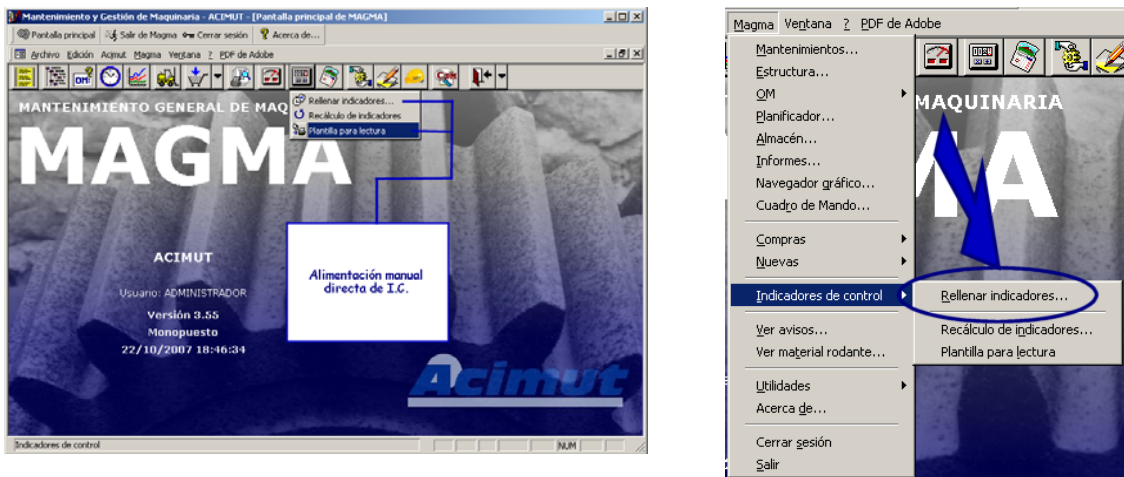 Mantenimiento y Gestión de Maquinaria - ACIMUT - [Pantalla principal de MAGMA]
Pantalla principal Salir de Magma Cerrar sesión Acerca de...
Archivo Edición Acimut Magma Ventana ? PDF de Adobe
MANTENIMIENTO GENERAL DE MAQ
MAGMA
Rellenar indicadores...
Recálculo de indicadores
Plantilla para lectura
Alimentación manual
directa de I.C.
ACIMUT
Usuario: ADMINISTRADOR
Versión 3.55
Monopuesto
22/10/2007 18:46:34
Acimut
Indicadores de control
NUM
Magma Ventana ? PDF de Adobe
Mantenimientos...
Estructura...
QM
Planificador...
Almacén...
Informes...
Navegador gráfico...
Cuadro de Mando...
Compras
Nuevas
Indicadores de control
Ver avisos...
Ver material rodante...
Utilidades
Acerca de...
Cerrar sesión
Salir
MAQUINARIA
MA
Rellenar indicadores...
Recálculo de indicadores...
Plantilla para lectura